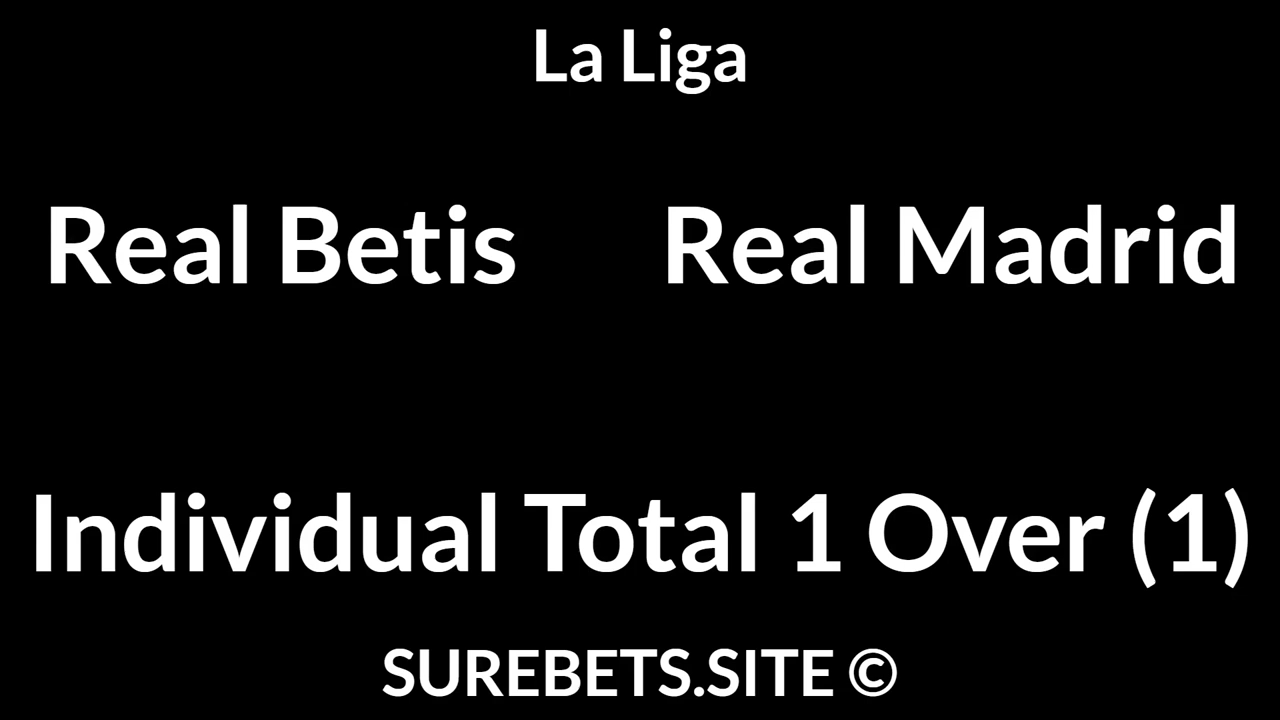 La Liga
Real Betis Real Madrid
Individual Total 1 Over (1)
SUREBETS.SITE ©